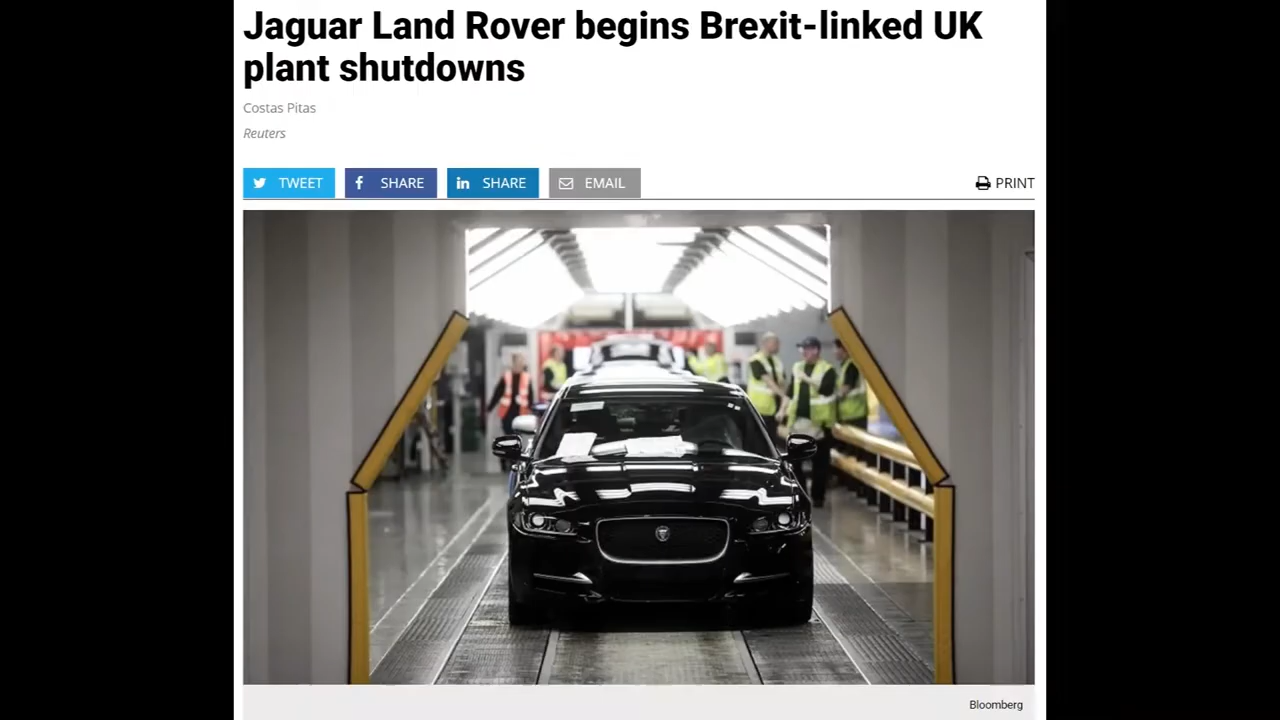 Jaguar Land Rover begins Brexit-linked UK
plant shutdowns
Costas Pitas
Reuters
TWEET
SHARE
SHARE
EMAIL
PRINT
Bloomberg